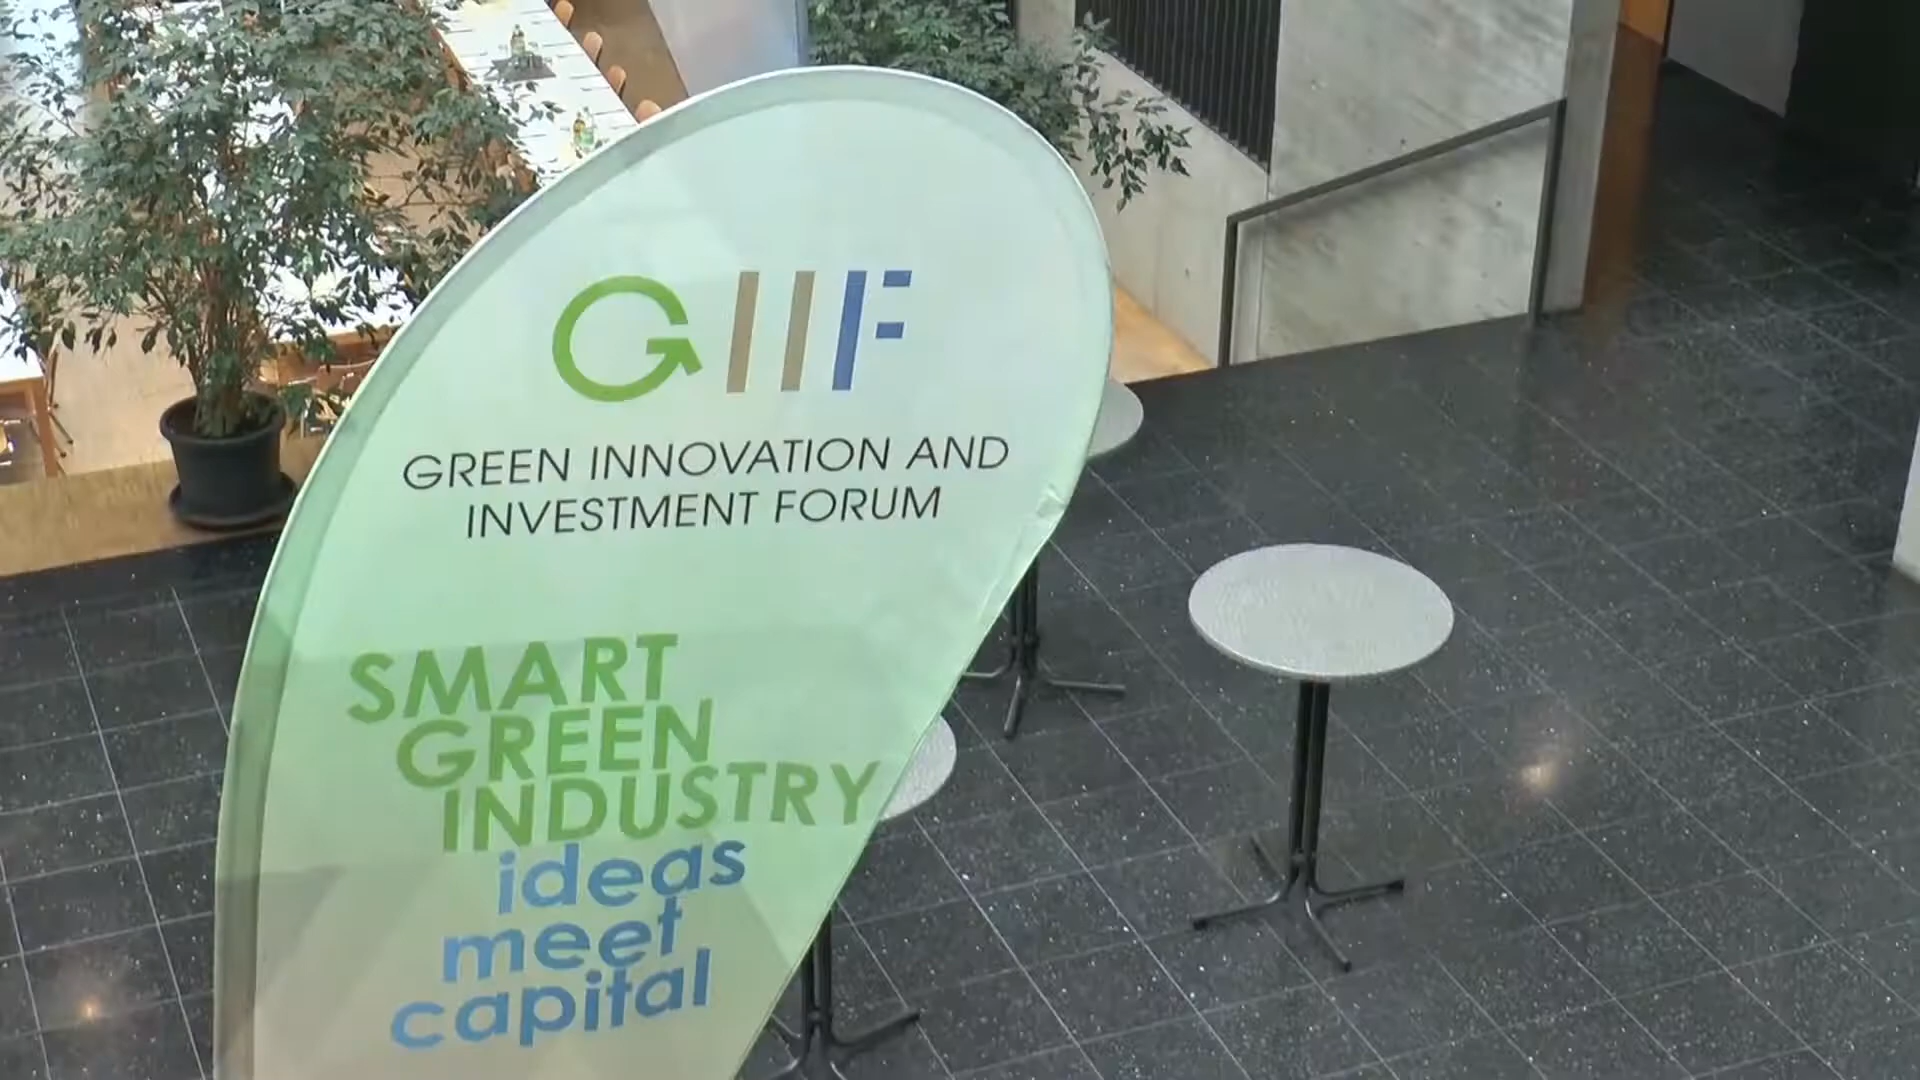 GIIF
GREEN INNOVATION AND
INVESTMENT FORUM
SMART
GREEN
INDUSTRY
ideas
meet
capital